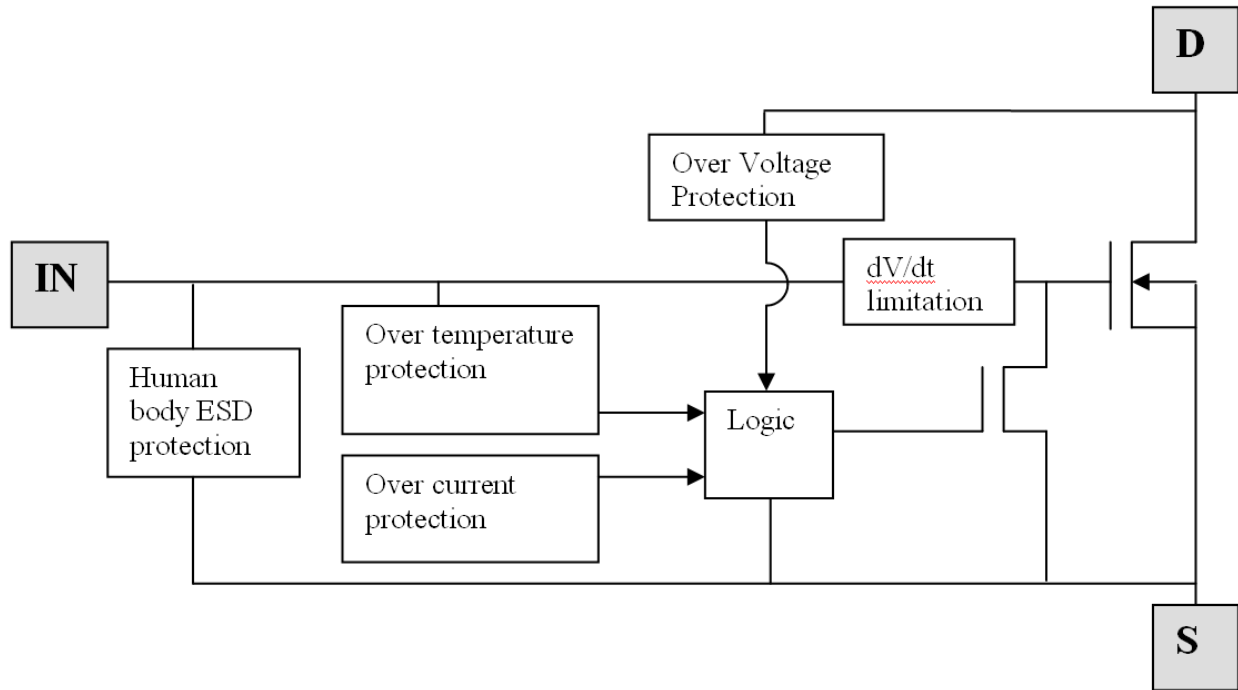 D
Over Voltage
Protection
IN
dV/dt
limitation
Over temperature
protection
Human
body ESD
protection
Logic
Over current
protection
S